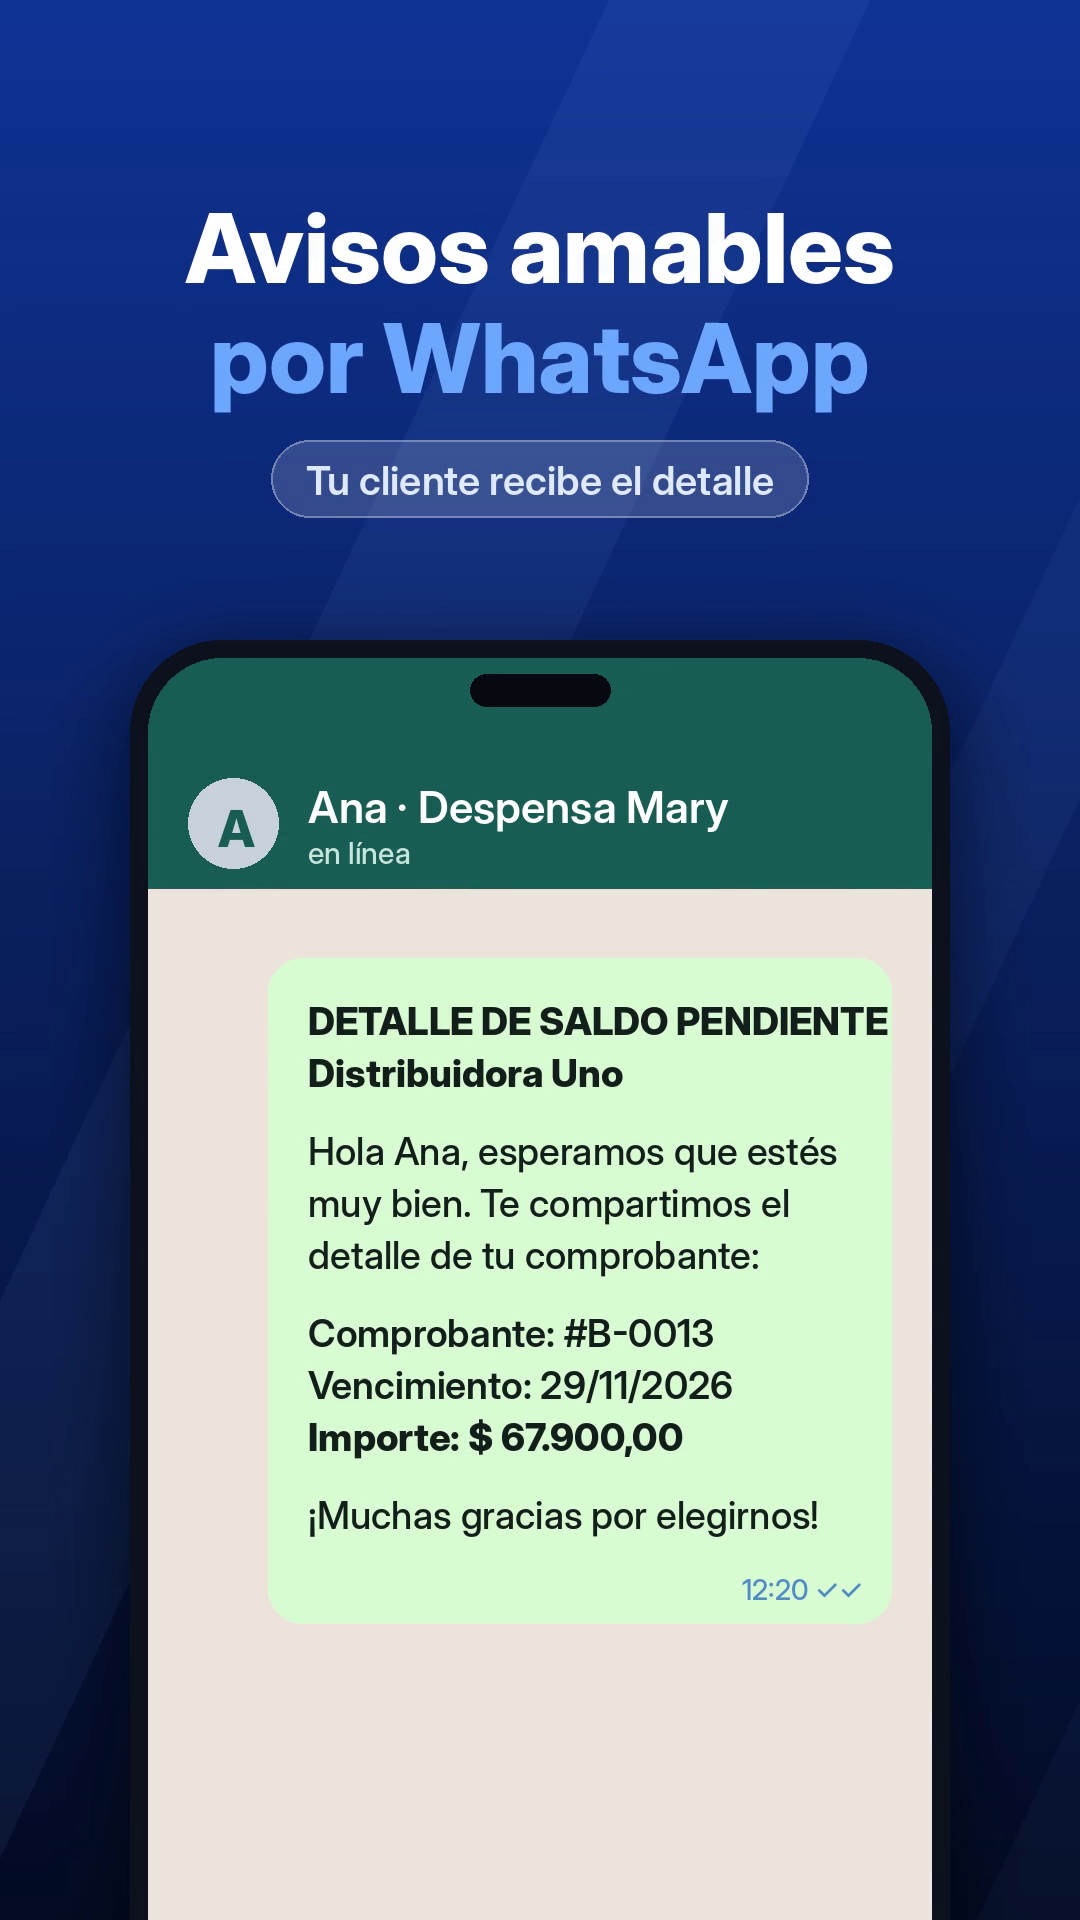 Avisos amables
por WhatsApp
Tu cliente recibe el detalle
A
Ana · Despensa Mary
en línea
DETALLE DE SALDO PENDIENTE
Distribuidora Uno
Hola Ana, esperamos que estés
muy bien. Te compartimos el
detalle de tu comprobante:
Comprobante: #B-0013
Vencimiento: 29/11/2026
Importe: $ 67.900,00
¡Muchas gracias por elegirnos!
12:20 ✓✓